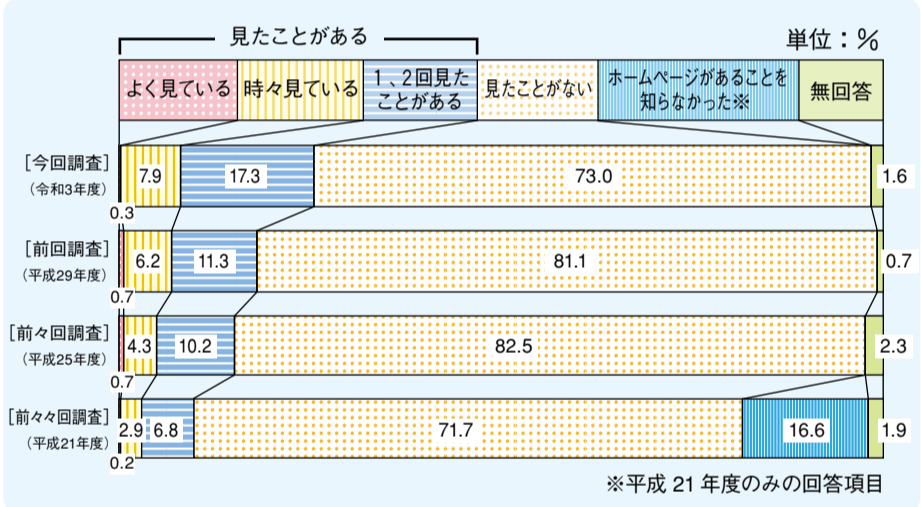 見たことがある
単位：％
よく見ている
時々見ている
1、2回見た
ことがある
見たことがない
ホームページがあることを
知らなかった※
無回答
［今回調査］
（令和3年度）
0.3
7.9
17.3
73.0
1.6
［前回調査］
（平成29年度）
0.7
6.2
11.3
81.1
0.7
［前々回調査］
（平成25年度）
0.7
4.3
10.2
82.5
2.3
［前々々回調査］
（平成21年度）
0.2
2.9
6.8
71.7
16.6
1.9
※平成 21 年度のみの回答項目